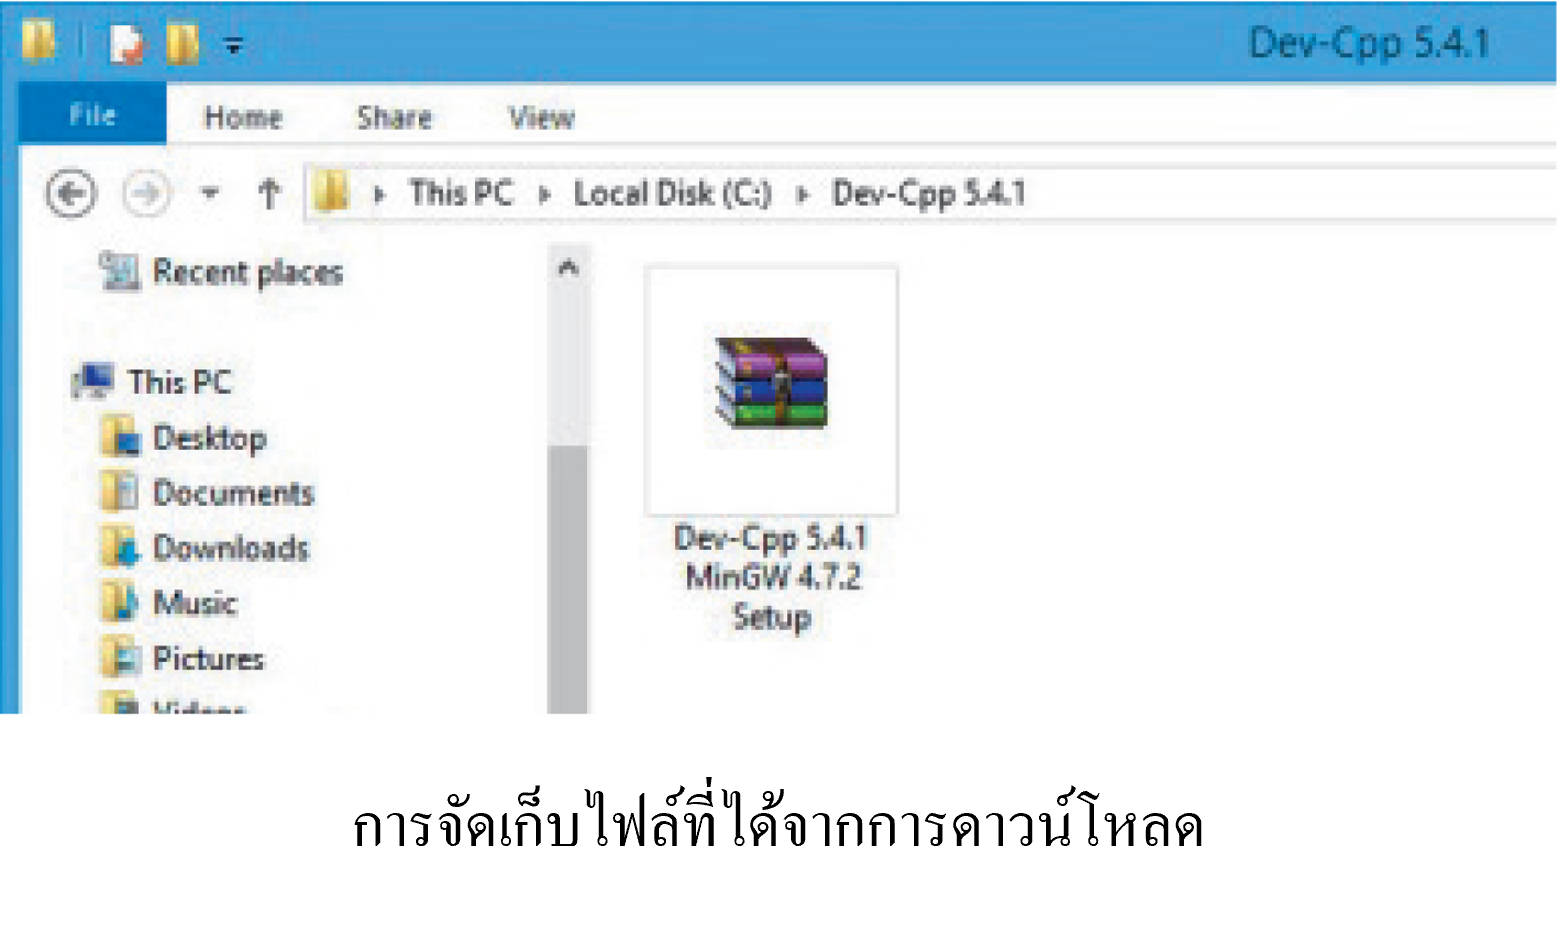 Dev-Cpp 5.4.1
File Home Share View
This PC Local Disk (C:) Dev-Cpp 5.4.1
Recent places
This PC
Desktop
Documents
Downloads
Music
Pictures
Videos
Dev-Cpp 5.4.1
MinGW 4.7.2
Setup
การจัดเก็บไฟล์ที่ได้จากการดาวน์โหลด